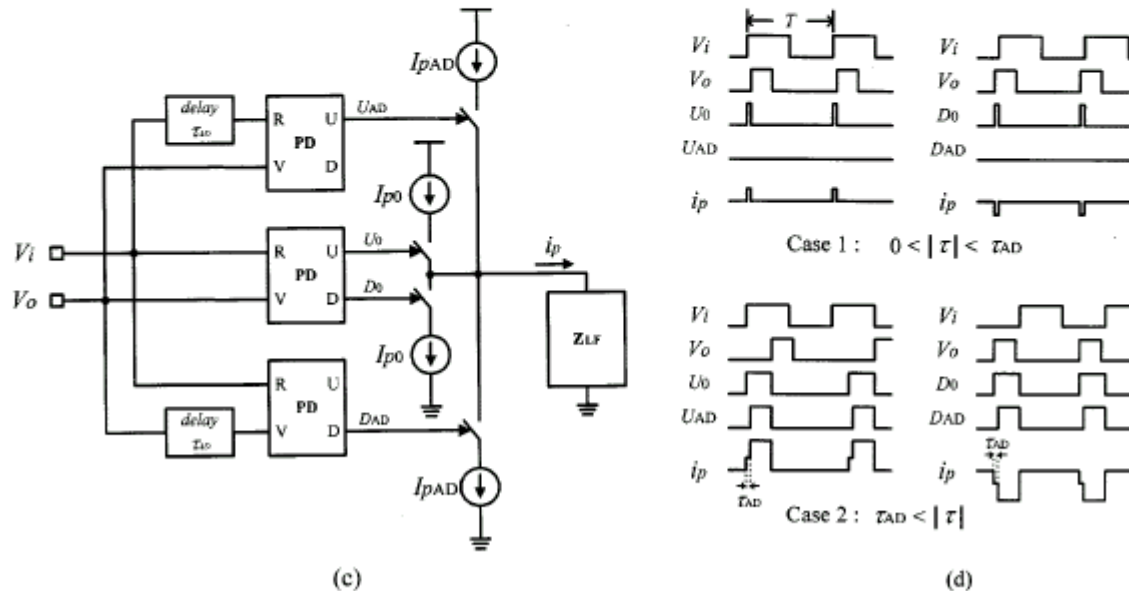 IpAD
delay
τAD
R U
PD
V D
UAD
Ip0
Vi
Vo
R U
PD
V D
U0
D0
ip
ZLF
Ip0
R U
PD
V D
delay
τAD
DAD
IpAD
(c)
T
Vi
Vo
U0
UAD
ip
Vi
Vo
D0
DAD
ip
Case 1 : 0 < | τ | < τAD
Vi
Vo
U0
UAD
ip
τAD
Vi
Vo
D0
DAD
τAD
ip
Case 2 : τAD < | τ |
(d)